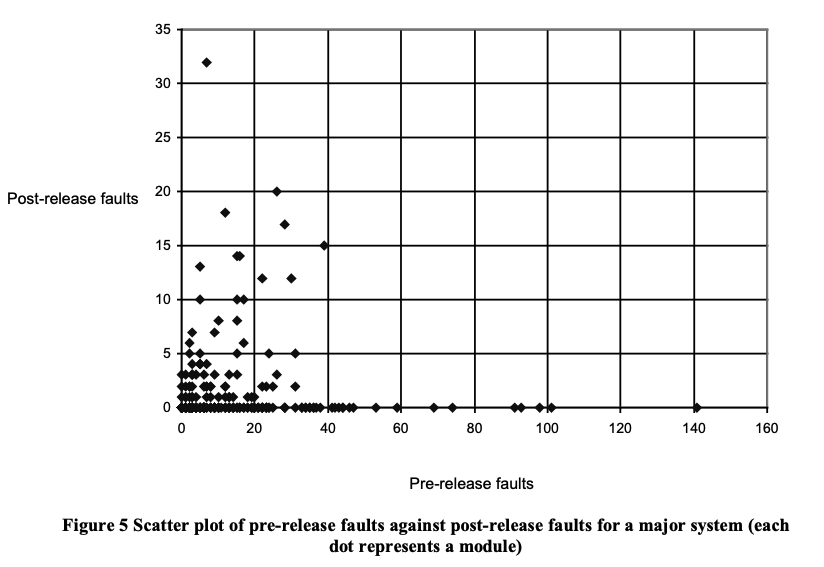 35
30
25
Post-release faults
20
15
10
5
0
0 20 40 60 80 100 120 140 160
Pre-release faults
Figure 5 Scatter plot of pre-release faults against post-release faults for a major system (each
dot represents a module)